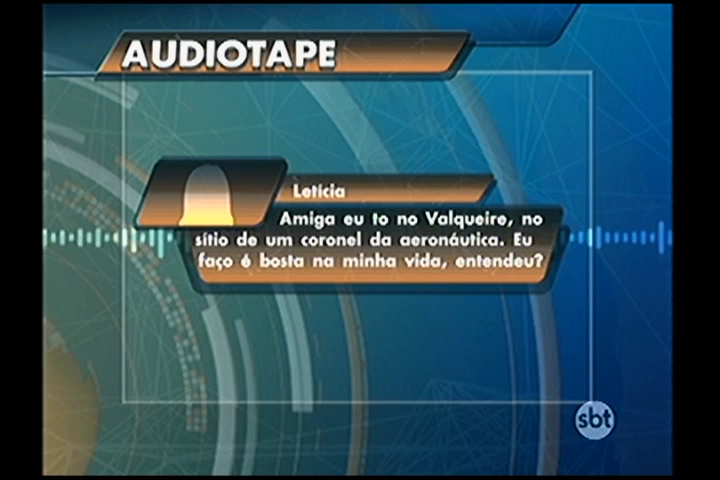 AUDIOTAPE
Letícia
Amiga eu to no Valqueire, no
sítio de um coronel da aeronáutica. Eu
faço é bosta na minha vida, entendeu?
sbt